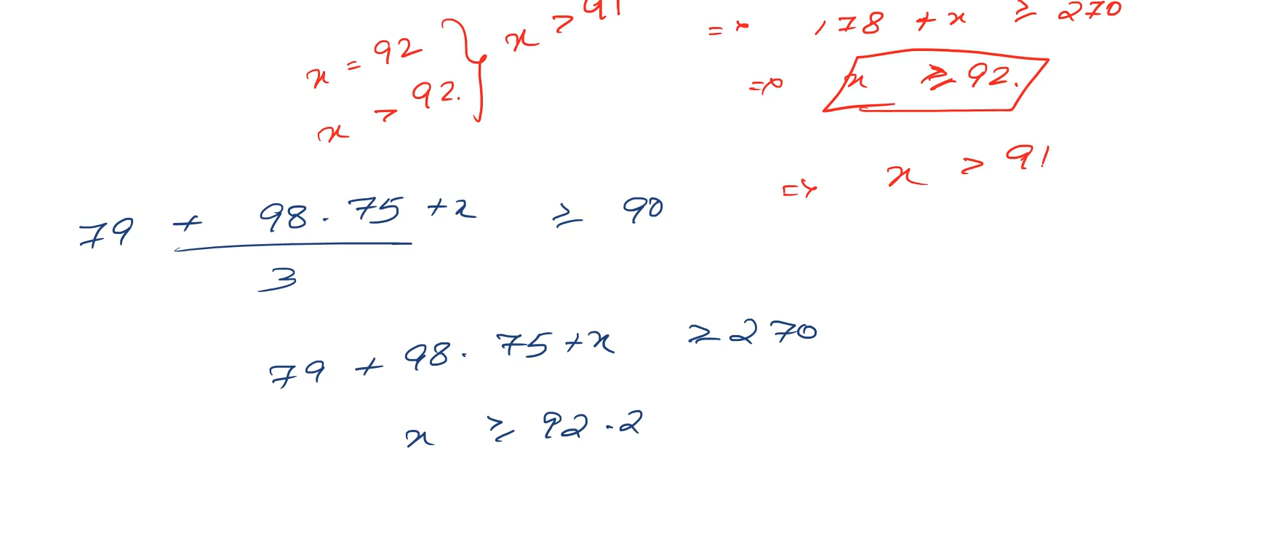 x = 92
x > 92.
x > 91
=> 178 + x ≥ 270
=> x ≥ 92.
=> x > 91
79 + 98.75 + x ≥ 90
3
79 + 98.75 + x ≥ 270
x ≥ 92.2